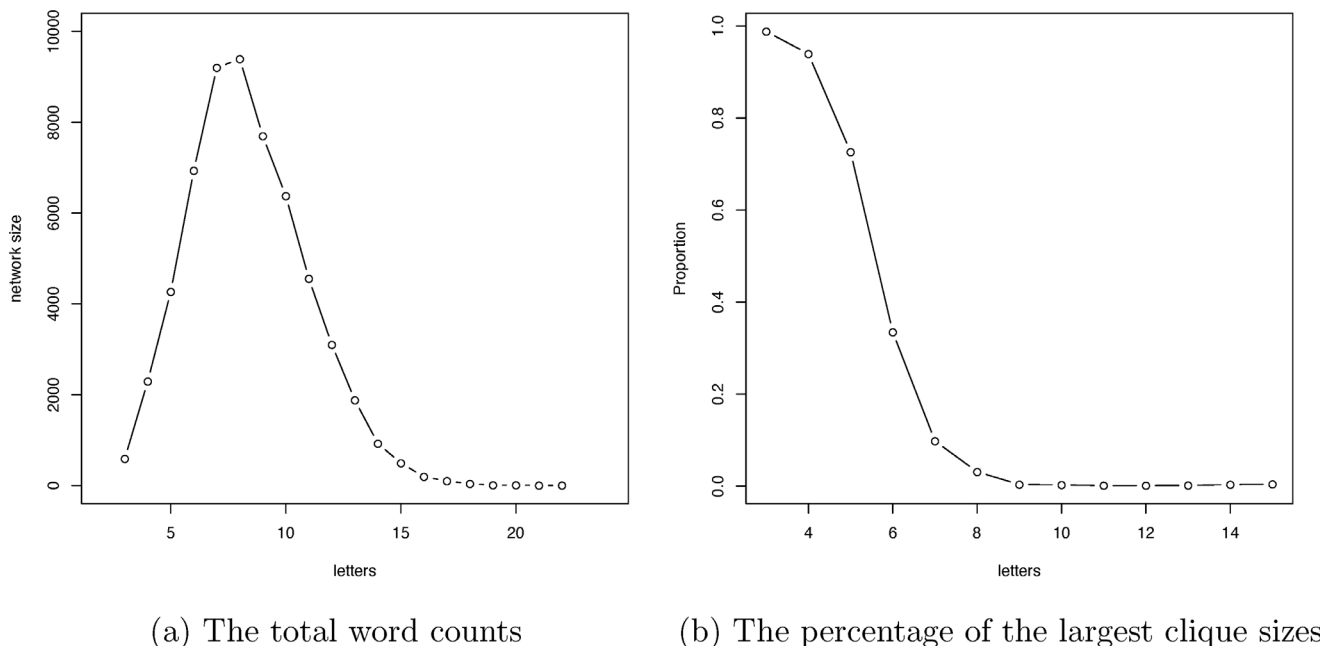 10000
8000
6000
4000
2000
0
network size
5 10 15 20
letters
(a) The total word counts
1.0
0.8
0.6
0.4
0.2
0.0
Proportion
4 6 8 10 12 14
letters
(b) The percentage of the largest clique sizes